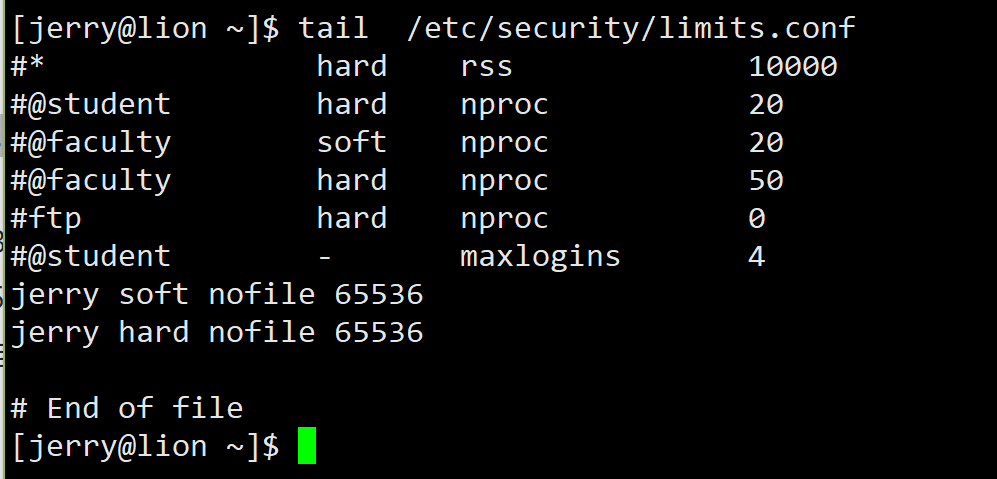 [jerry@lion ~]$ tail  /etc/security/limits.conf
#*               hard    rss             10000
#@student        hard    nproc           20
#@faculty        soft    nproc           20
#@faculty        hard    nproc           50
#ftp             hard    nproc           0
#@student        -       maxlogins       4
jerry soft nofile 65536
jerry hard nofile 65536

# End of file
[jerry@lion ~]$